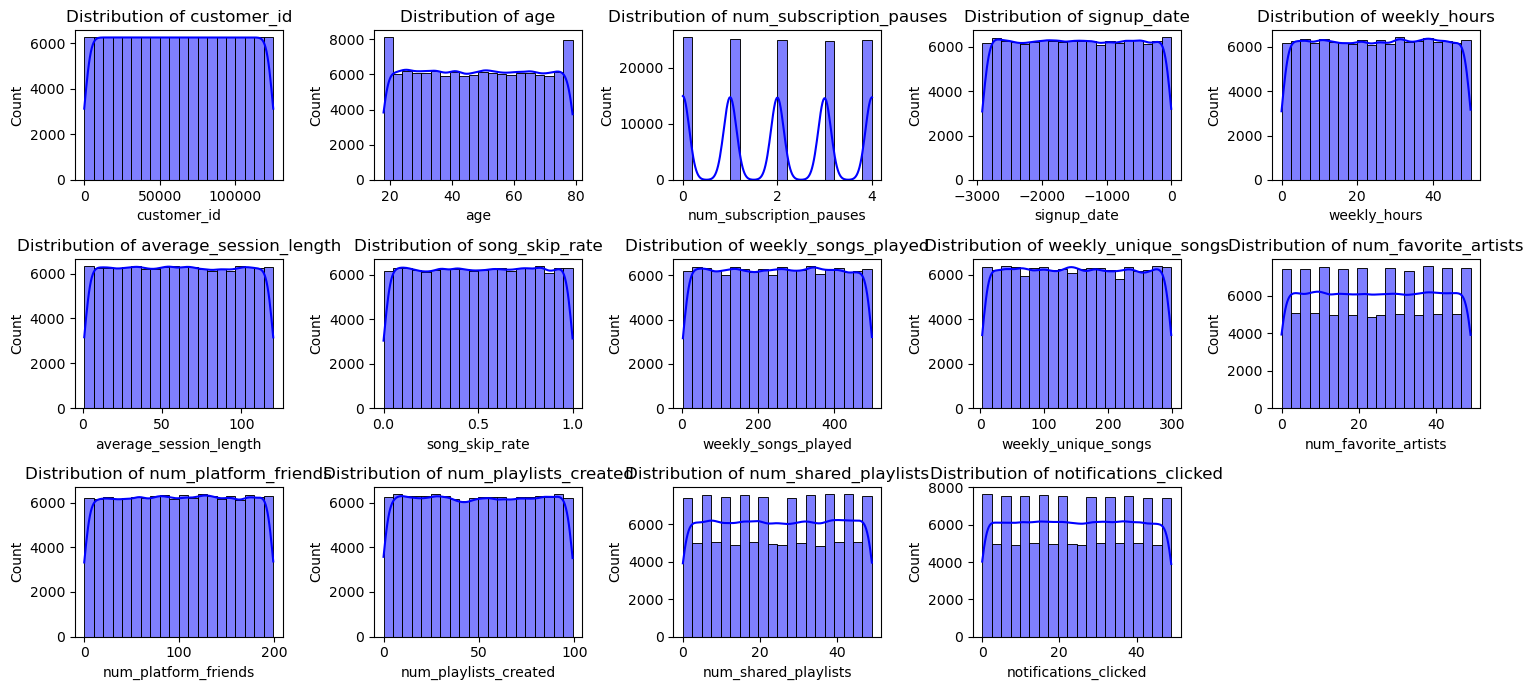 Distribution of customer_id
6000
4000
2000
0
Count
0
50000
100000
customer_id
Distribution of age
8000
6000
4000
2000
0
Count
20
40
60
80
age
Distribution of num_subscription_pauses
20000
10000
0
Count
0
2
4
num_subscription_pauses
Distribution of signup_date
6000
4000
2000
0
Count
−3000
−2000
−1000
0
signup_date
Distribution of weekly_hours
6000
4000
2000
0
Count
0
20
40
weekly_hours
Distribution of average_session_length
6000
4000
2000
0
Count
0
50
100
average_session_length
Distribution of song_skip_rate
6000
4000
2000
0
Count
0.0
0.5
1.0
song_skip_rate
Distribution of weekly_songs_played
6000
4000
2000
0
Count
0
200
400
weekly_songs_played
Distribution of weekly_unique_songs
6000
4000
2000
0
Count
0
100
200
300
weekly_unique_songs
Distribution of num_favorite_artists
6000
4000
2000
0
Count
0
20
40
num_favorite_artists
Distribution of num_platform_friends
6000
4000
2000
0
Count
0
100
200
num_platform_friends
Distribution of num_playlists_created
6000
4000
2000
0
Count
0
50
100
num_playlists_created
Distribution of num_shared_playlists
6000
4000
2000
0
Count
0
20
40
num_shared_playlists
Distribution of notifications_clicked
8000
6000
4000
2000
0
Count
0
20
40
notifications_clicked